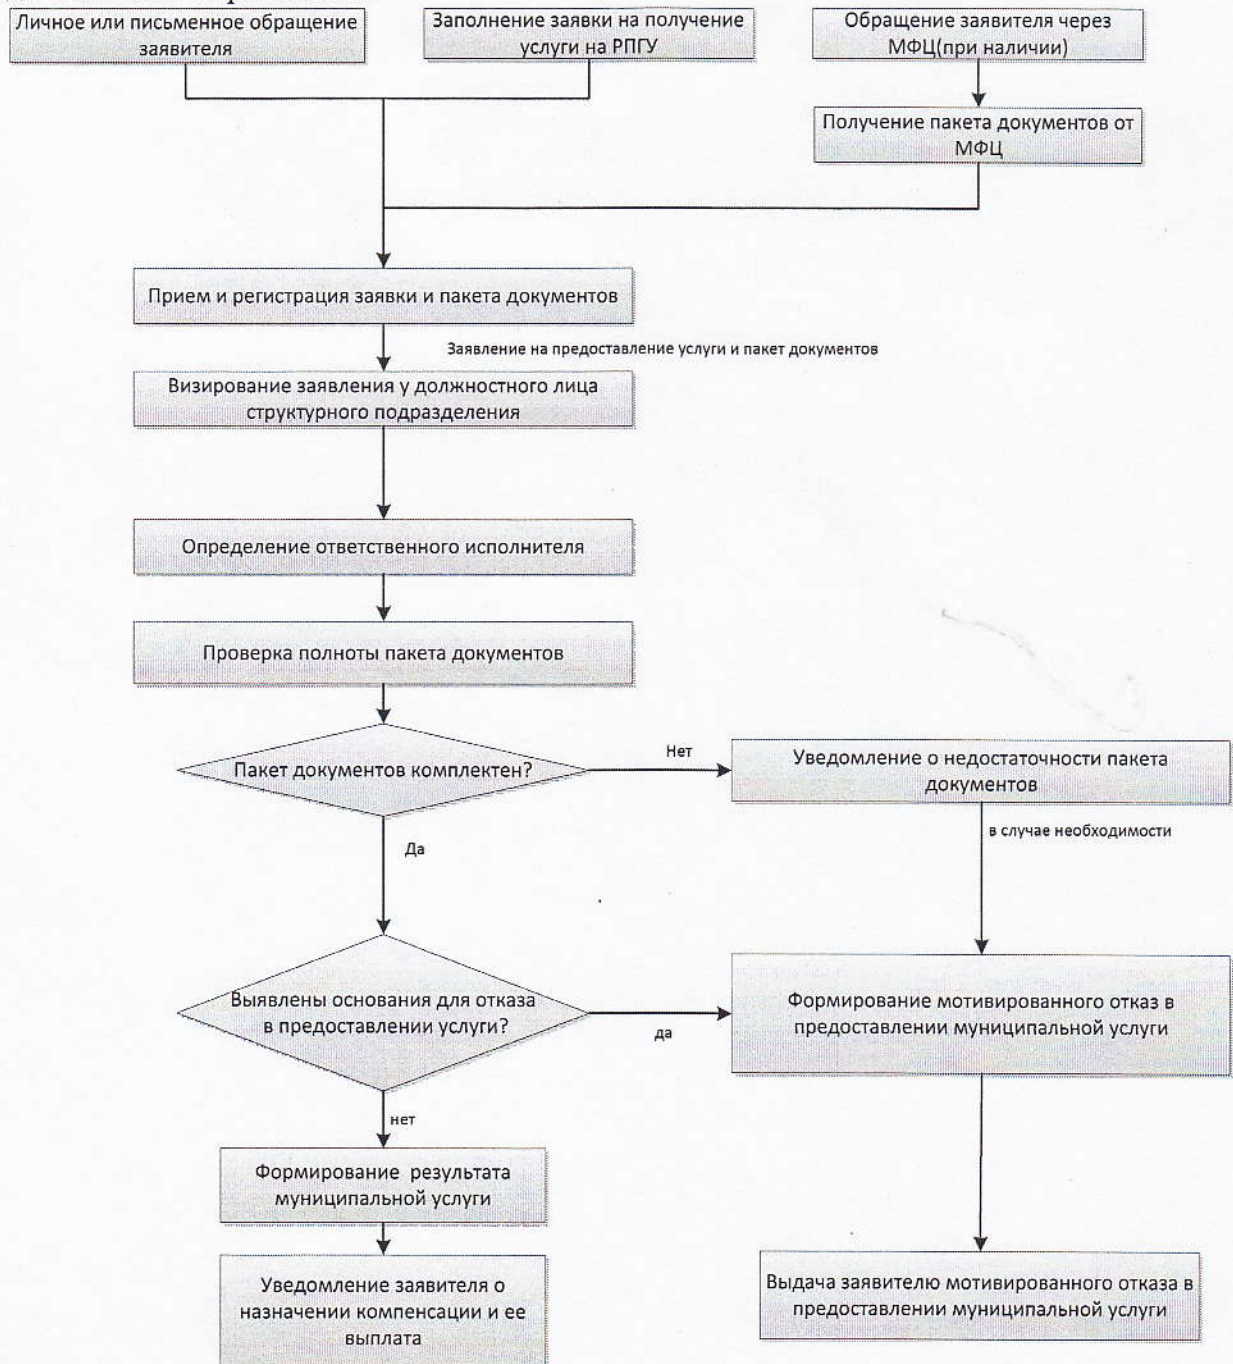 Личное или письменное обращение
заявителя
Заполнение заявки на получение
услуги на РПГУ
Обращение заявителя через
МФЦ(при наличии)
Получение пакета документов от
МФЦ
Прием и регистрация заявки и пакета документов
Заявление на предоставление услуги и пакет документов
Визирование заявления у должностного лица
структурного подразделения
Определение ответственного исполнителя
Проверка полноты пакета документов
Пакет документов комплектен?
Нет
Уведомление о недостаточности пакета
документов
в случае необходимости
Да
Выявлены основания для отказа
в предоставлении услуги?
да
Формирование мотивированного отказ в
предоставлении муниципальной услуги
нет
Формирование результата
муниципальной услуги
Уведомление заявителя о
назначении компенсации и ее
выплата
Выдача заявителю мотивированного отказа в
предоставлении муниципальной услуги